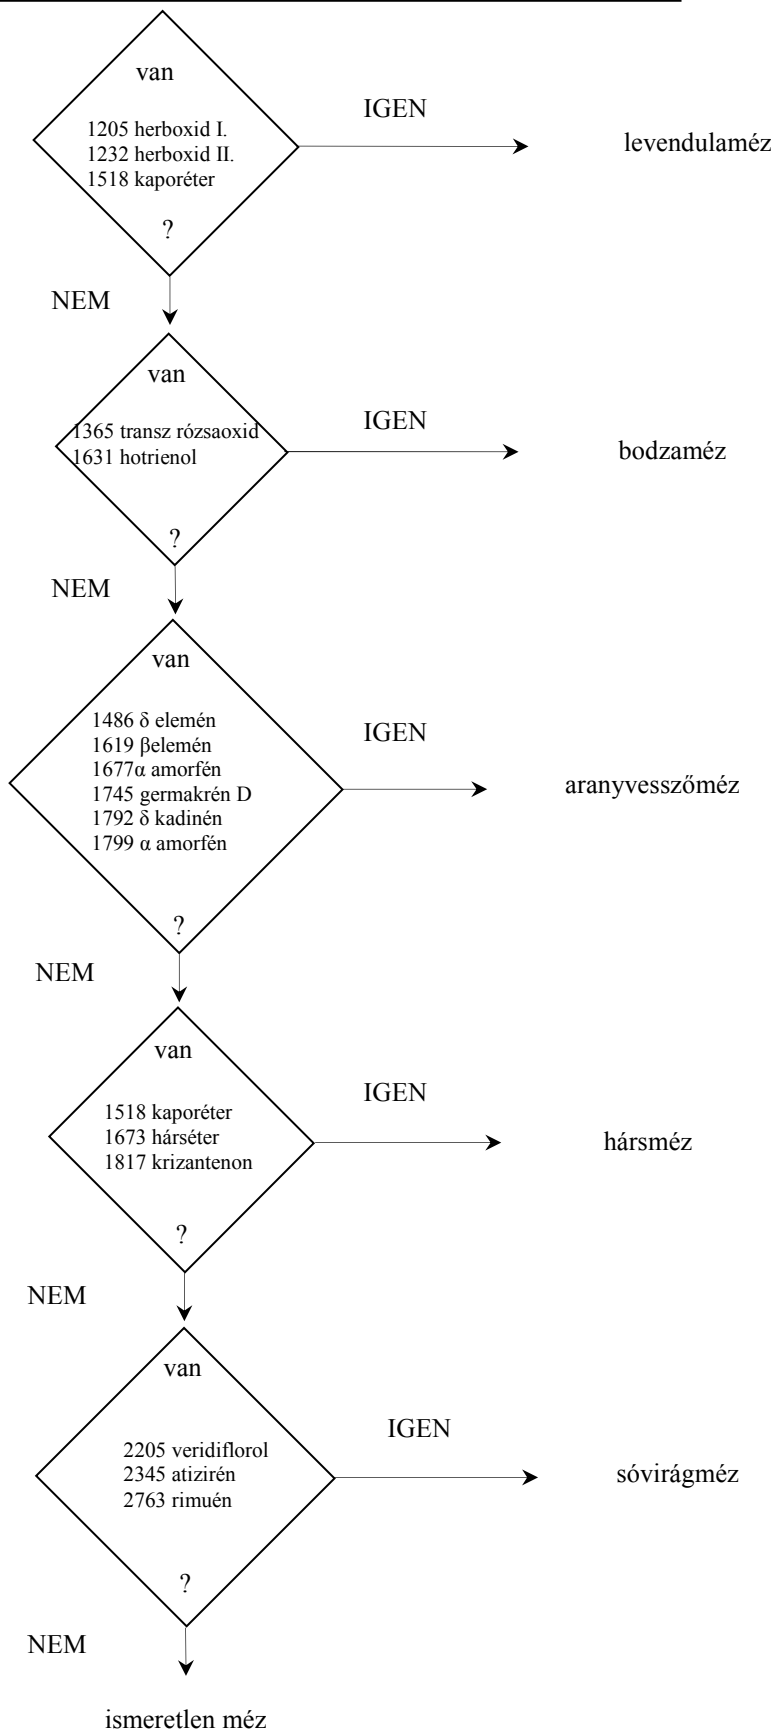 van
IGEN
1205 herboxid I.
1232 herboxid II.
1518 kaporéter
levendulaméz
?
NEM
van
IGEN
1365 transz rózsaoxid
1631 hotrienol
bodzaméz
?
NEM
van
1486 δ elemén
IGEN
1619 βelemén
1677α amorfén
1745 germakrén D
1792 δ kadinén
1799 α amorfén
aranyvesszőméz
?
NEM
van
IGEN
1518 kaporéter
1673 hárséter
1817 krizantenon
hársméz
?
NEM
van
IGEN
2205 veridiflorol
2345 atizirén
2763 rimuén
sóvirágméz
?
NEM
ismeretlen méz